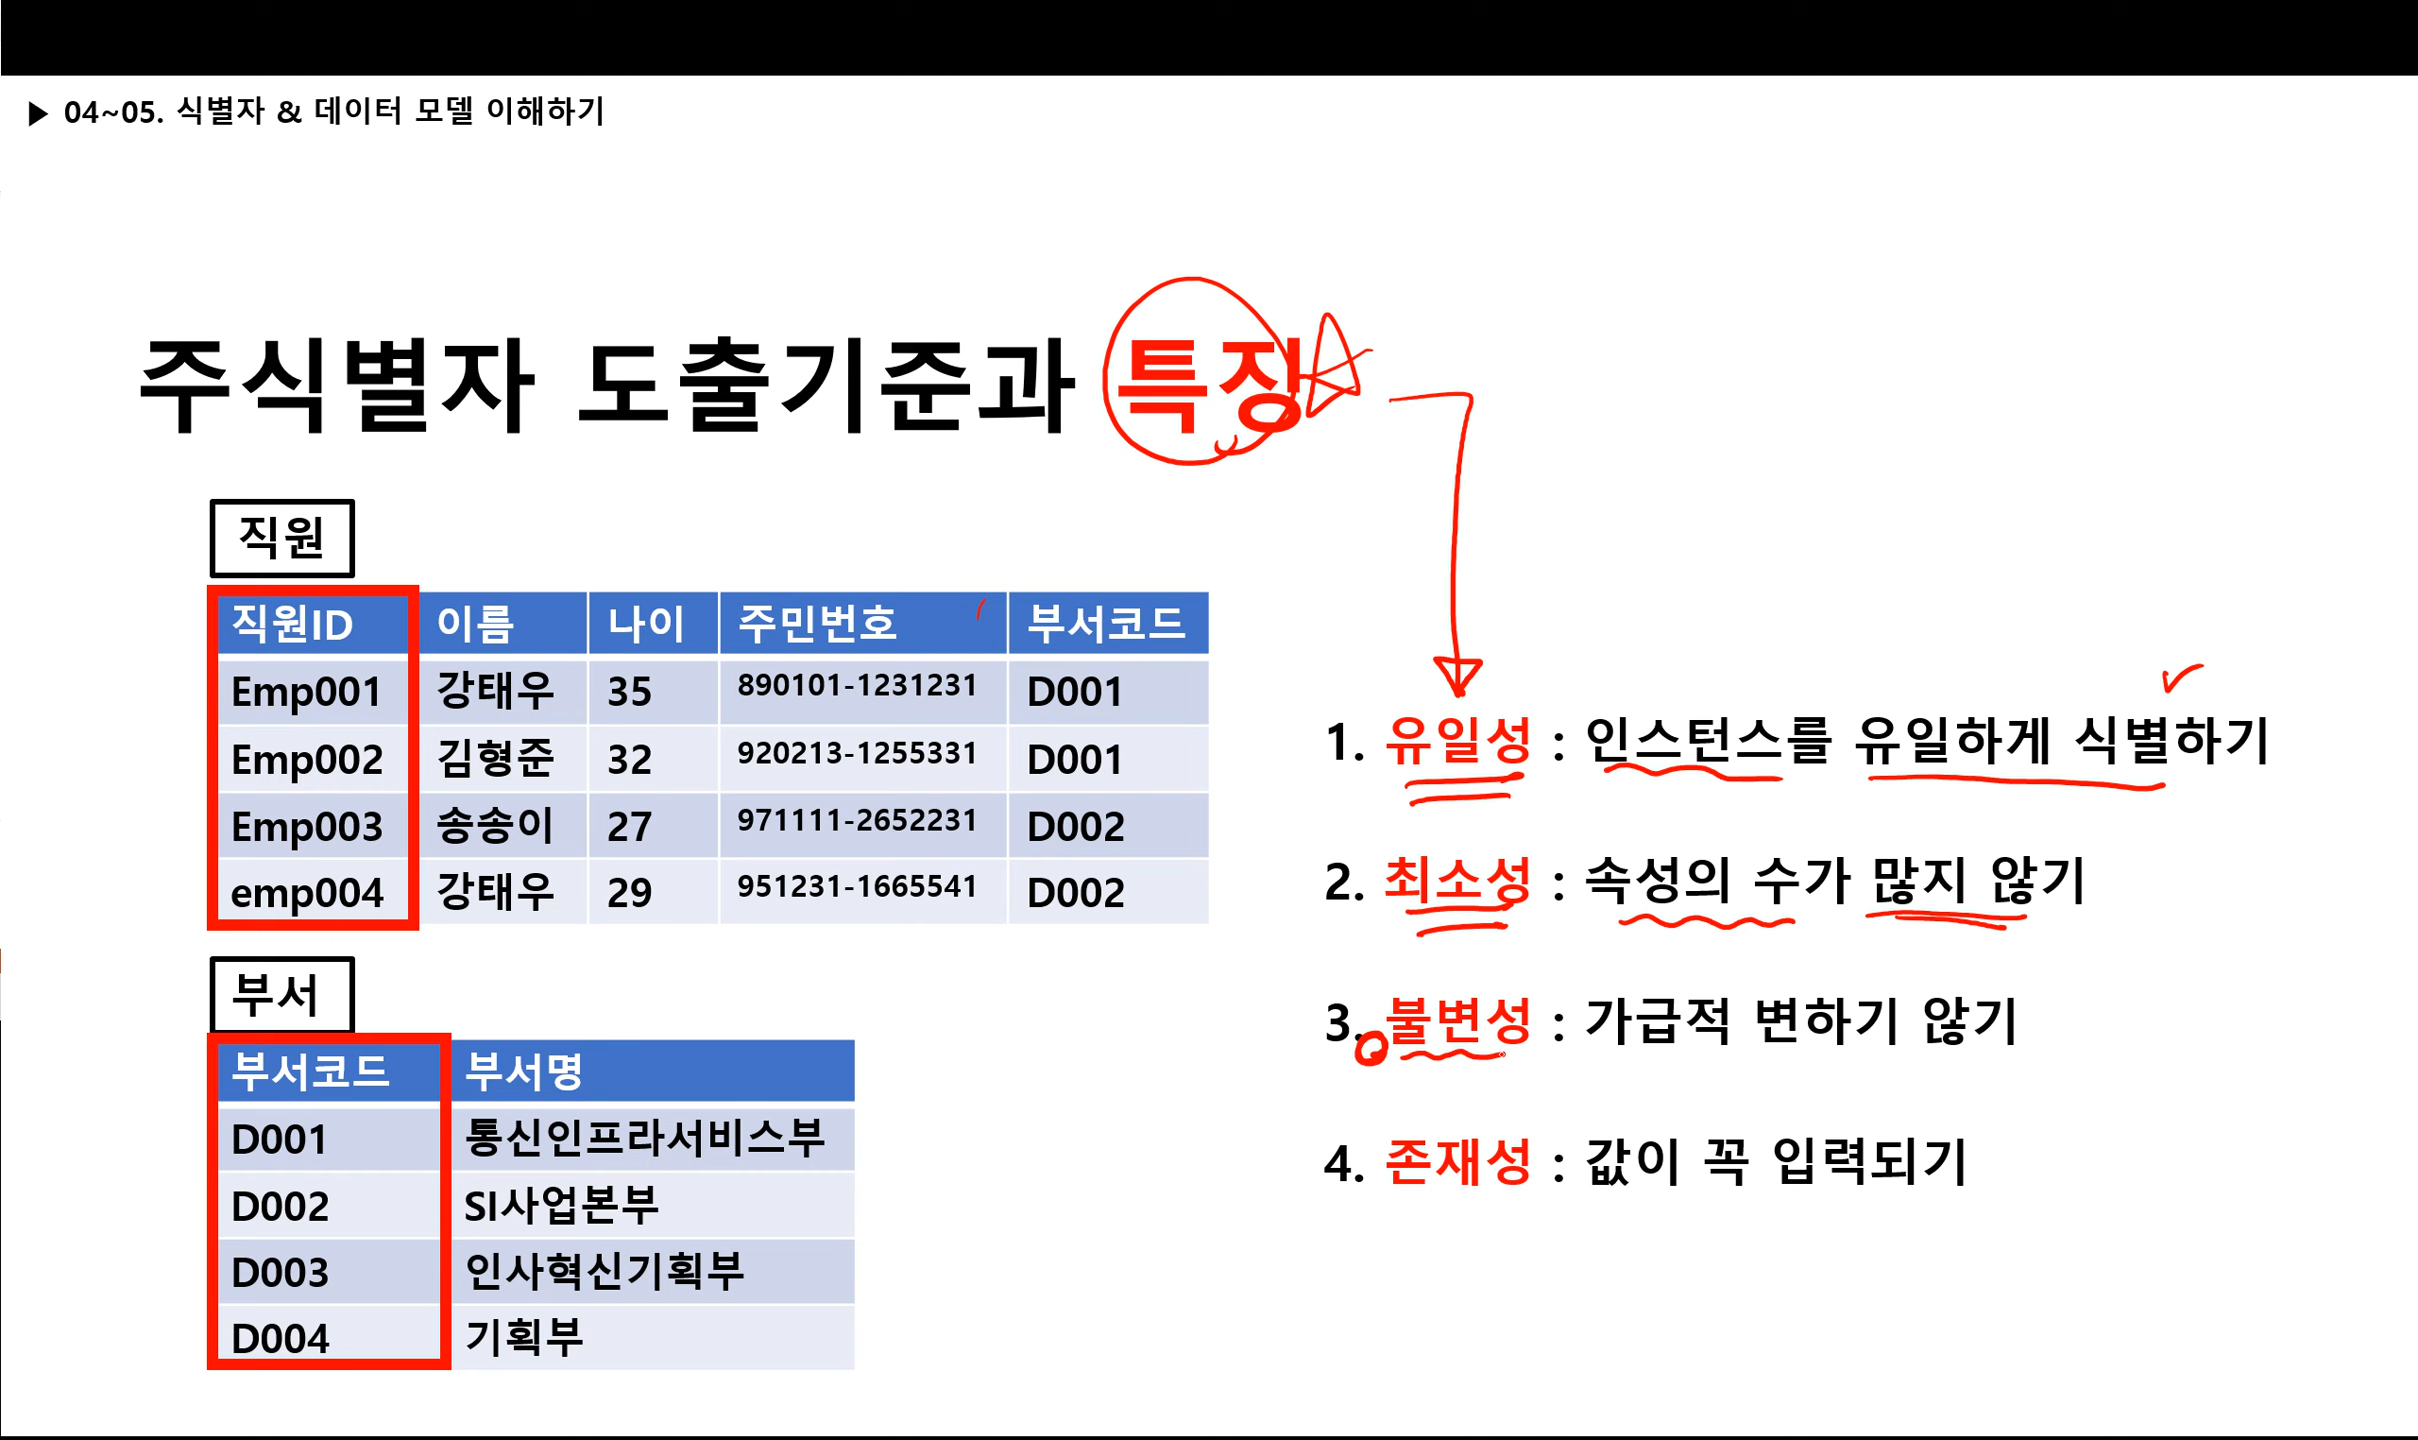 ▶ 04~05. 식별자 & 데이터 모델 이해하기
주식별자 도출기준과 특징
직원
직원ID 이름 나이 주민번호 부서코드
Emp001 강태우 35 890101-1231231 D001
Emp002 김형준 32 920213-1255331 D001
Emp003 송송이 27 971111-2652231 D002
emp004 강태우 29 951231-1665541 D002
부서
부서코드 부서명
D001 통신인프라서비스부
D002 SI사업본부
D003 인사혁신기획부
D004 기획부
1. 유일성 : 인스턴스를 유일하게 식별하기
2. 최소성 : 속성의 수가 많지 않기
3. 불변성 : 가급적 변하기 않기
4. 존재성 : 값이 꼭 입력되기